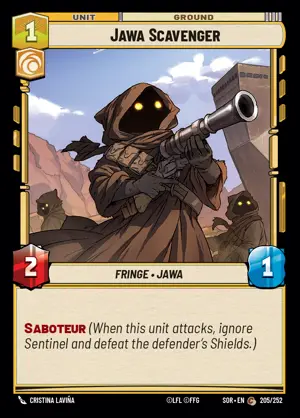 UNIT
GROUND
1
JAWA SCAVENGER
2
FRINGE • JAWA
1
SABOTEUR (When this unit attacks, ignore
Sentinel and defeat the defender's Shields.)
CRISTINA LAVIÑA
©LFL ©FFG
SOR • EN C 205/252